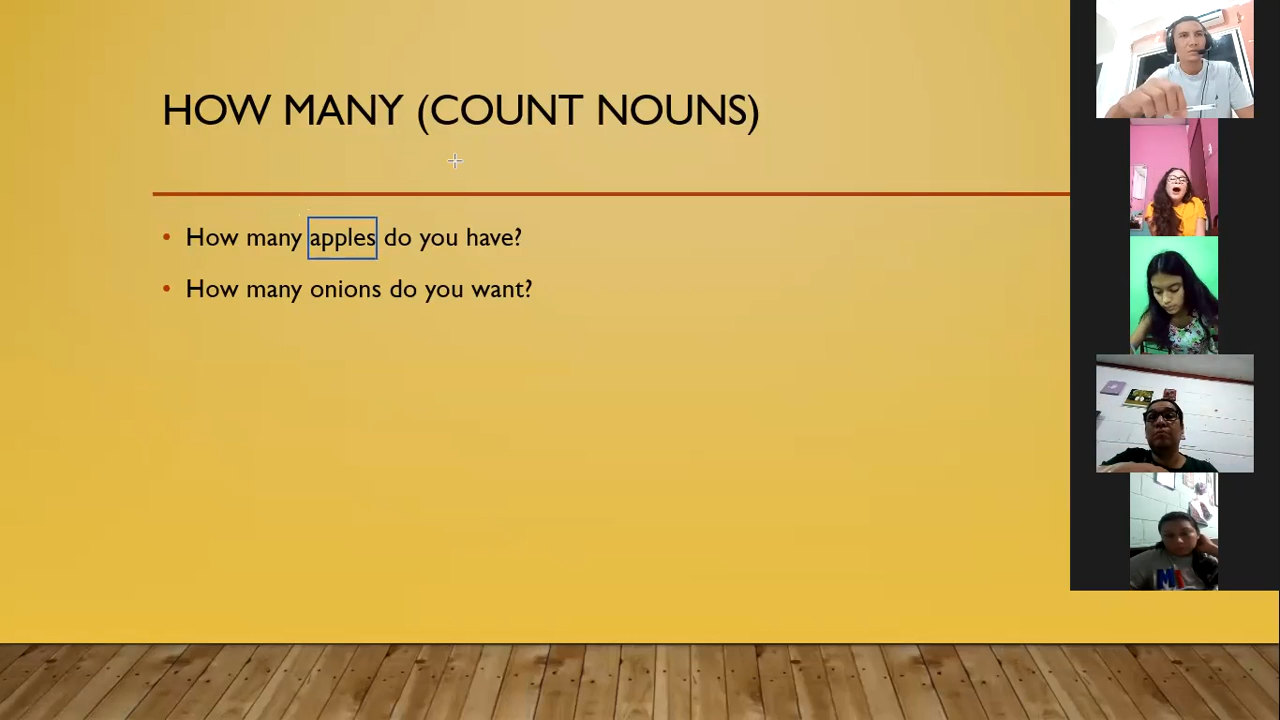 HOW MANY (COUNT NOUNS)
• How many apples do you have?
• How many onions do you want?